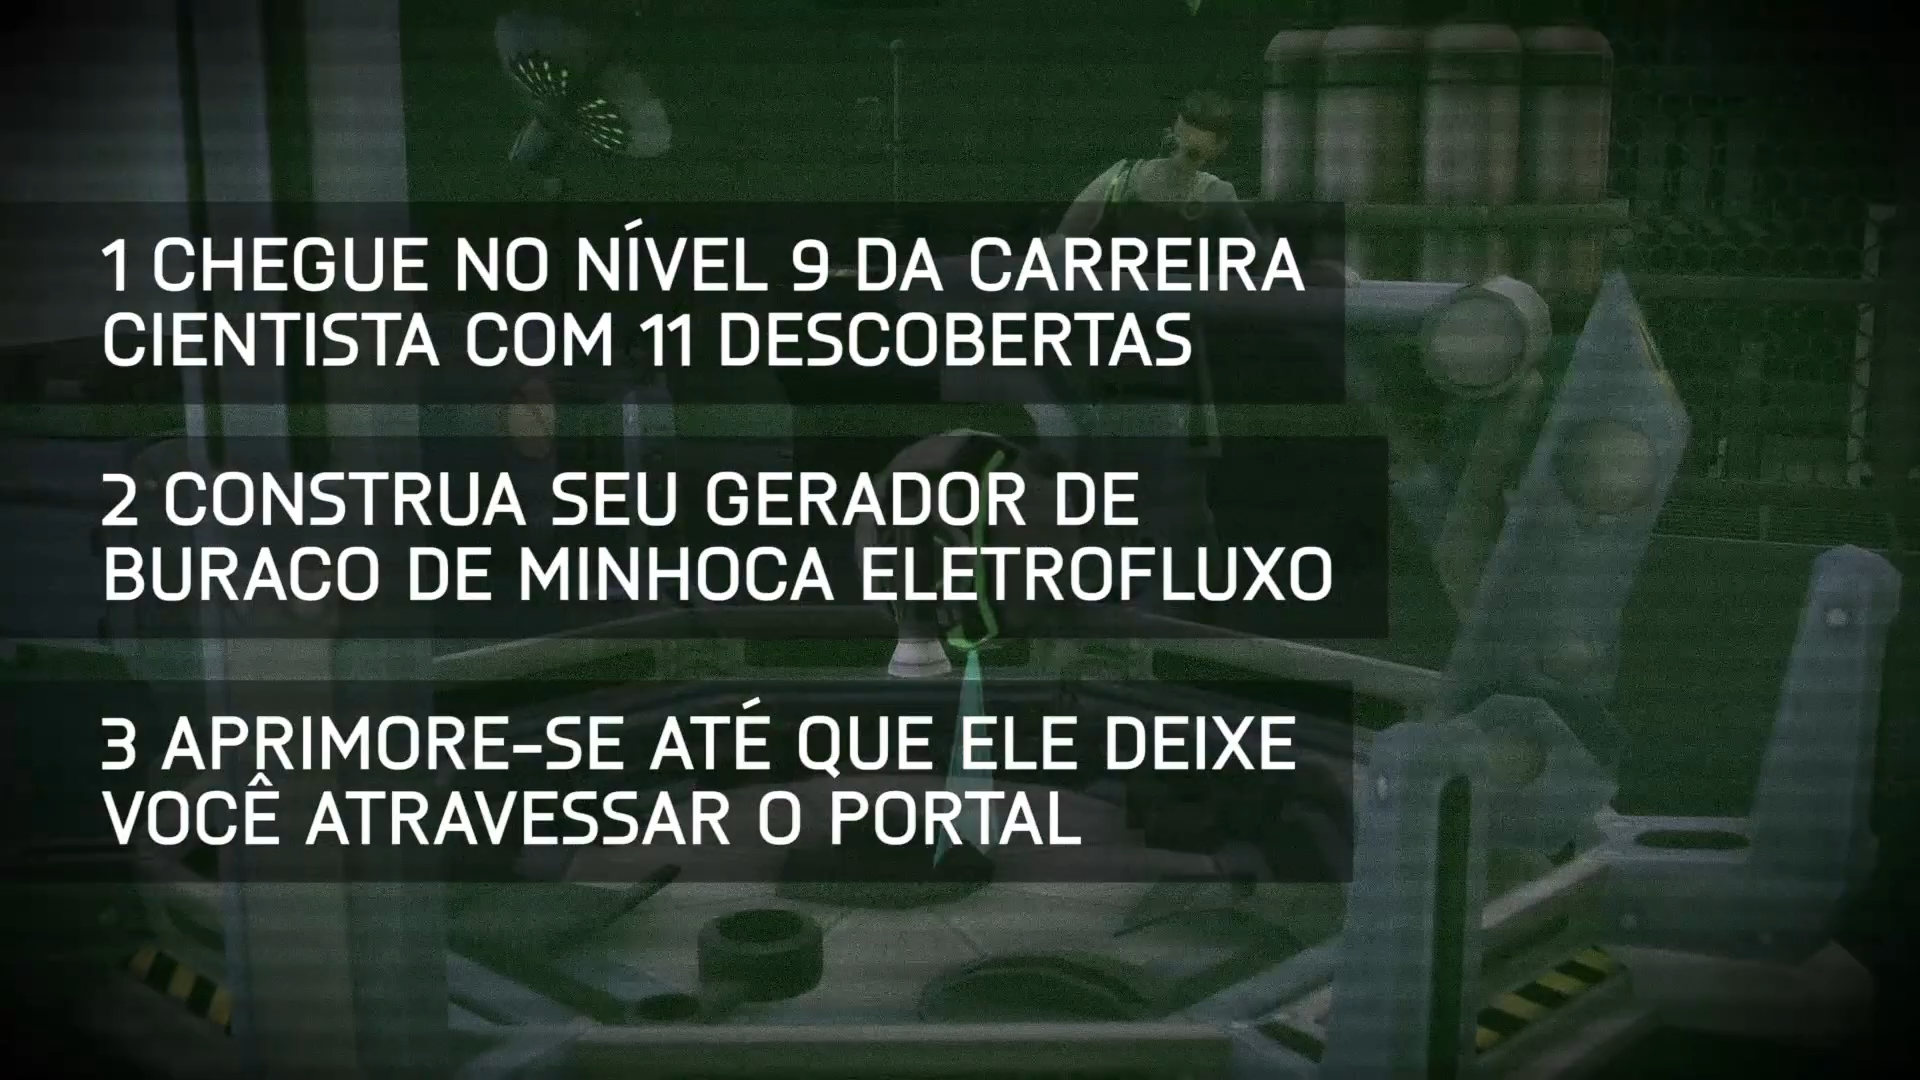 1 CHEGUE NO NÍVEL 9 DA CARREIRA
CIENTISTA COM 11 DESCOBERTAS
2 CONSTRUA SEU GERADOR DE
BURACO DE MINHOCA ELETROFLUXO
3 APRIMORE-SE ATÉ QUE ELE DEIXE
VOCÊ ATRAVESSAR O PORTAL